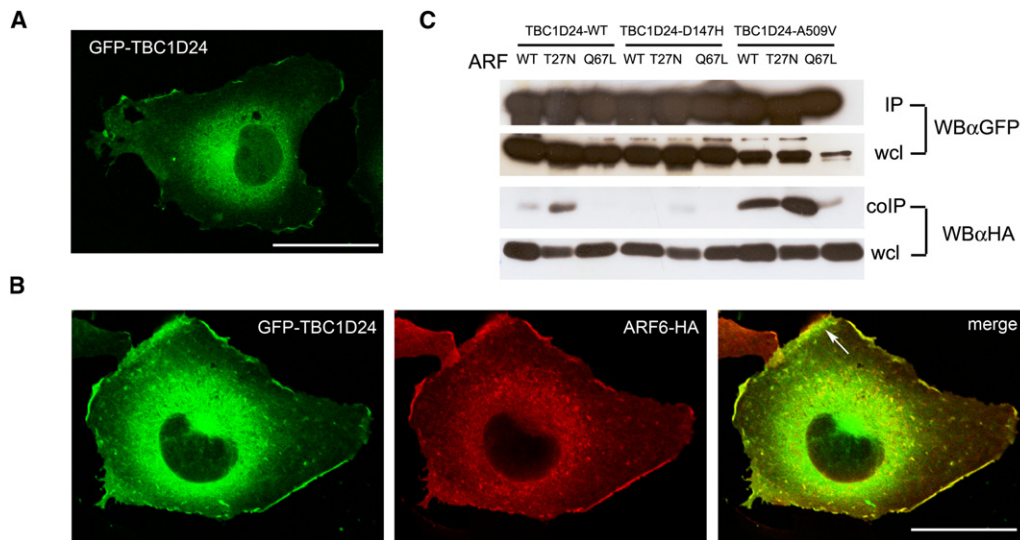 A
GFP-TBC1D24
C
TBC1D24-WT TBC1D24-D147H TBC1D24-A509V
ARF WT T27N Q67L WT T27N Q67L WT T27N Q67L
IP
WBαGFP
wcl
coIP
WBαHA
wcl
B
GFP-TBC1D24
ARF6-HA
merge